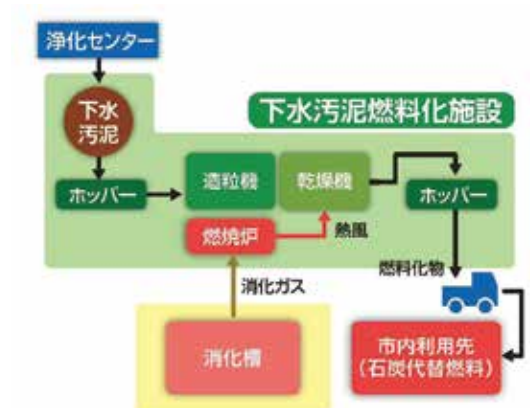 浄化センター
下水
汚泥
下水汚泥燃料化施設
ホッパー
造粒機
乾燥機
ホッパー
燃焼炉
熱風
燃料化物
消化ガス
消化槽
市内利用先
(石炭代替燃料)